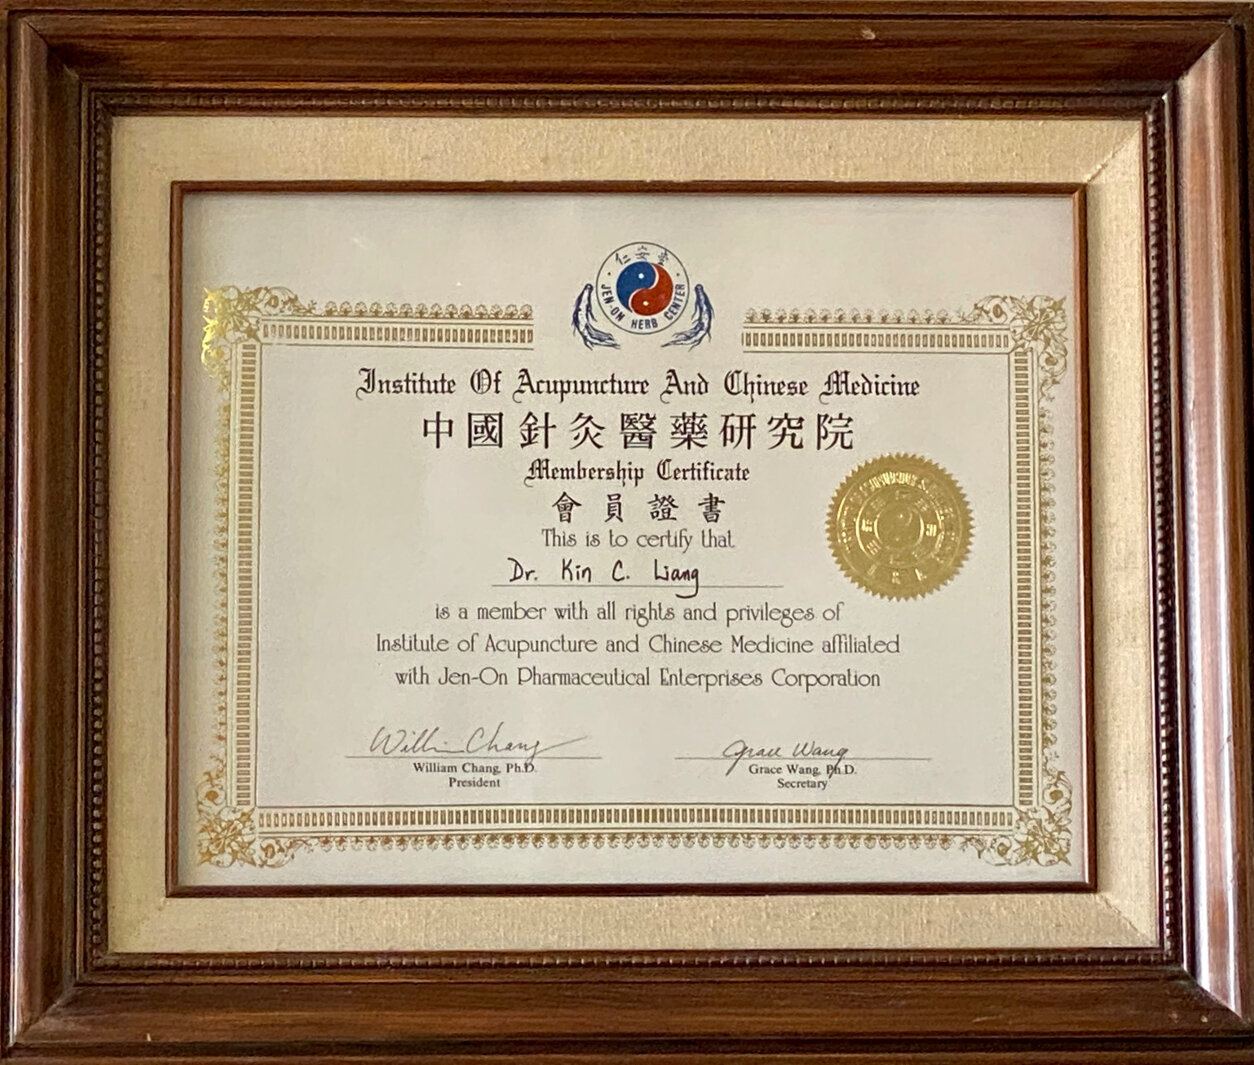 仁安堂
JEN-ON HERB CENTER
Institute Of Acupuncture And Chinese Medicine
中國針灸醫藥研究院
Membership Certificate
會員證書
This is to certify that
Dr. Kin C. Liang
is a member with all rights and privileges of
Institute of Acupuncture and Chinese Medicine affiliated
with Jen-On Pharmaceutical Enterprises Corporation
William Chang
William Chang, Ph.D.
President
Grace Wang
Grace Wang, Ph.D.
Secretary